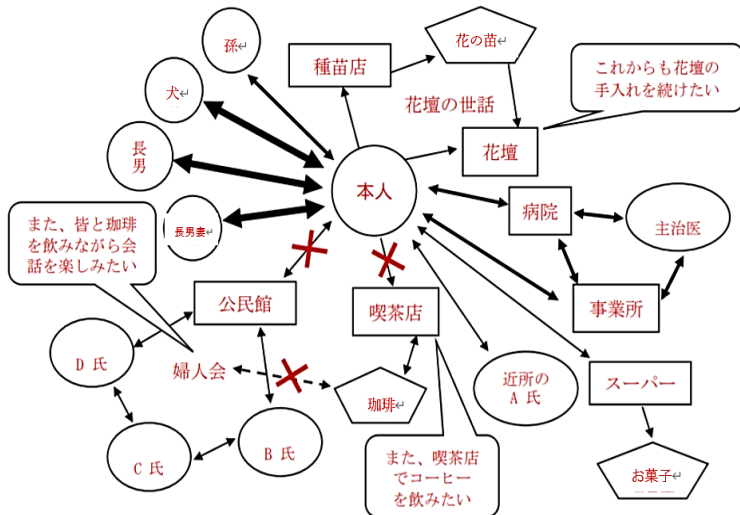 孫
花の苗
種苗店
犬
花壇の世話
これからも花壇の
手入れを続けたい
長
男
花壇
本人
病院
主治医
長男妻
また、皆と珈琲
を飲みながら会
話を楽しみたい
公民館
喫茶店
事業所
D 氏
婦人会
珈琲
近所の
A 氏
スーパー
C 氏
B 氏
また、喫茶店
でコーヒー
を飲みたい
お菓子